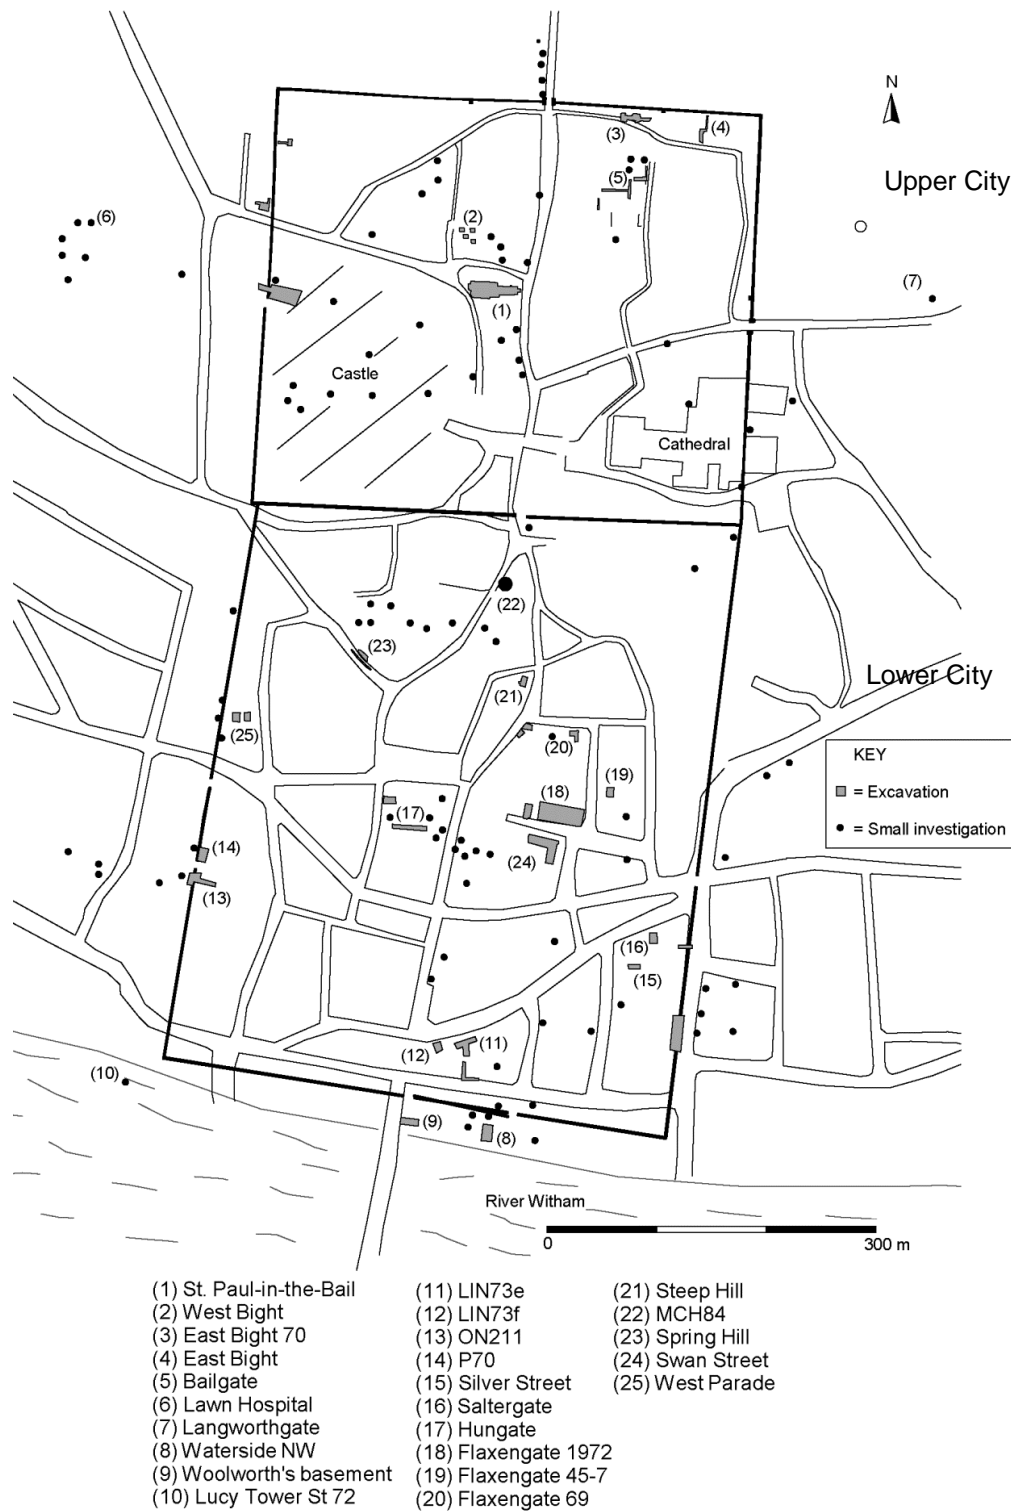 N
(3)
(4)
Upper City
(5)
(6)
(2)
(7)
(1)
Castle
Cathedral
(22)
(23)
Lower City
(21)
(25)
(20)
KEY
(19)
= Excavation
(18)
(17)
= Small investigation
(14)
(24)
(13)
(16)
(15)
(11)
(12)
(10)
(9)
(8)
River Witham
0 300 m
(1) St. Paul-in-the-Bail
(2) West Bight
(3) East Bight 70
(4) East Bight
(5) Bailgate
(6) Lawn Hospital
(7) Langworthgate
(8) Waterside NW
(9) Woolworth's basement
(10) Lucy Tower St 72
(11) LIN73e
(12) LIN73f
(13) ON211
(14) P70
(15) Silver Street
(16) Saltergate
(17) Hungate
(18) Flaxengate 1972
(19) Flaxengate 45-7
(20) Flaxengate 69
(21) Steep Hill
(22) MCH84
(23) Spring Hill
(24) Swan Street
(25) West Parade